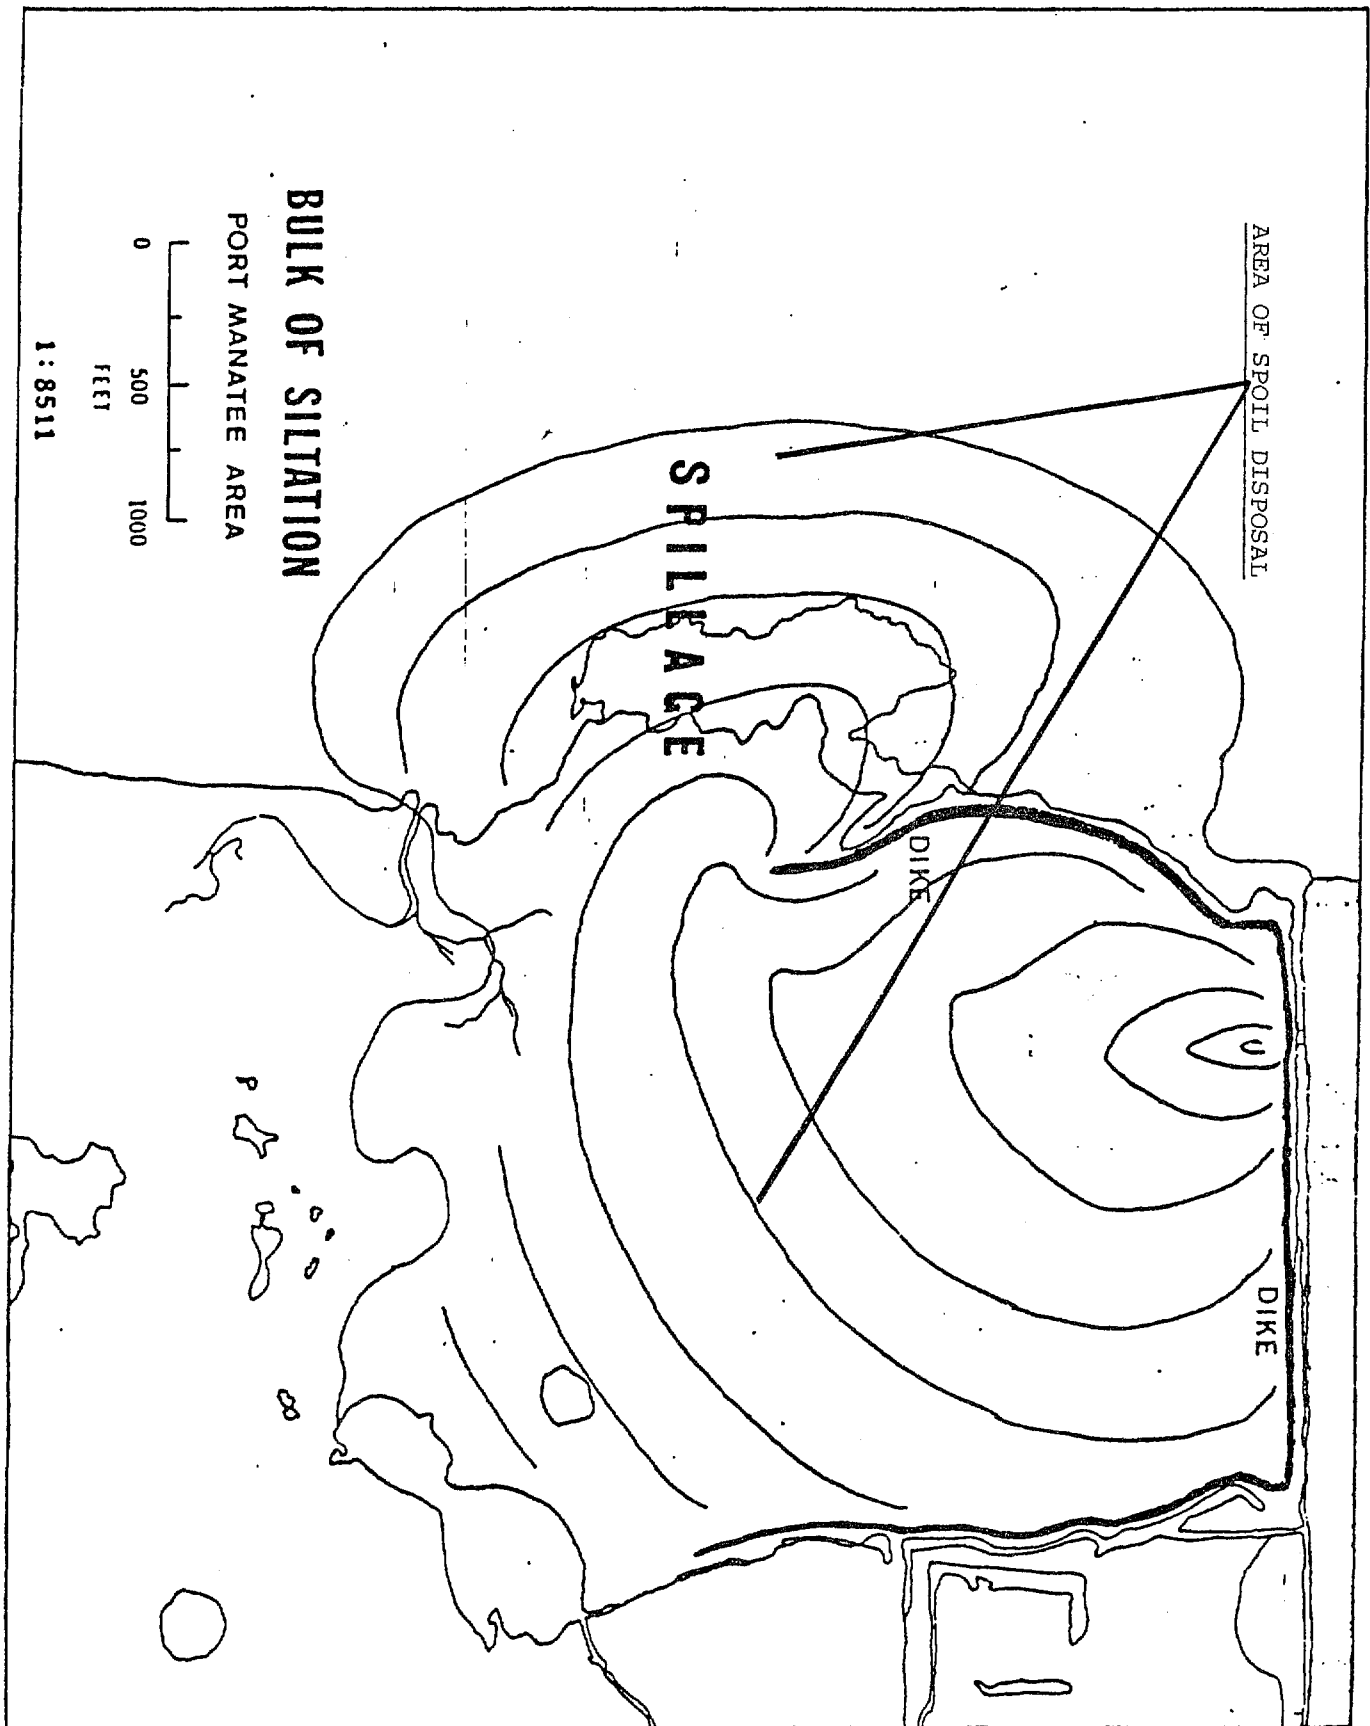 AREA OF SPOIL DISPOSAL
DIKE
DIKE
SPILLAGE
BULK OF SILTATION
PORT MANATEE AREA
0 500 1000
FEET
1:8511